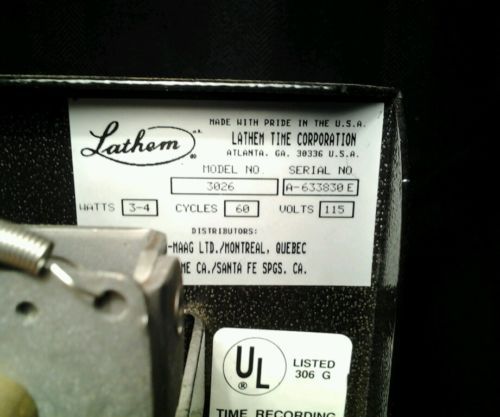 MADE WITH PRIDE IN THE U.S.A.
Lathem ®
LATHEM TIME CORPORATION
ATLANTA, GA. 30336 U.S.A.
MODEL NO. SERIAL NO.
3026 A-633830 E
WATTS 3-4 CYCLES 60 VOLTS 115
DISTRIBUTORS:
-MAAG LTD./MONTREAL, QUEBEC
ME CA./SANTA FE SPGS. CA.
UL ®
LISTED
306 G
TIME RECORDING